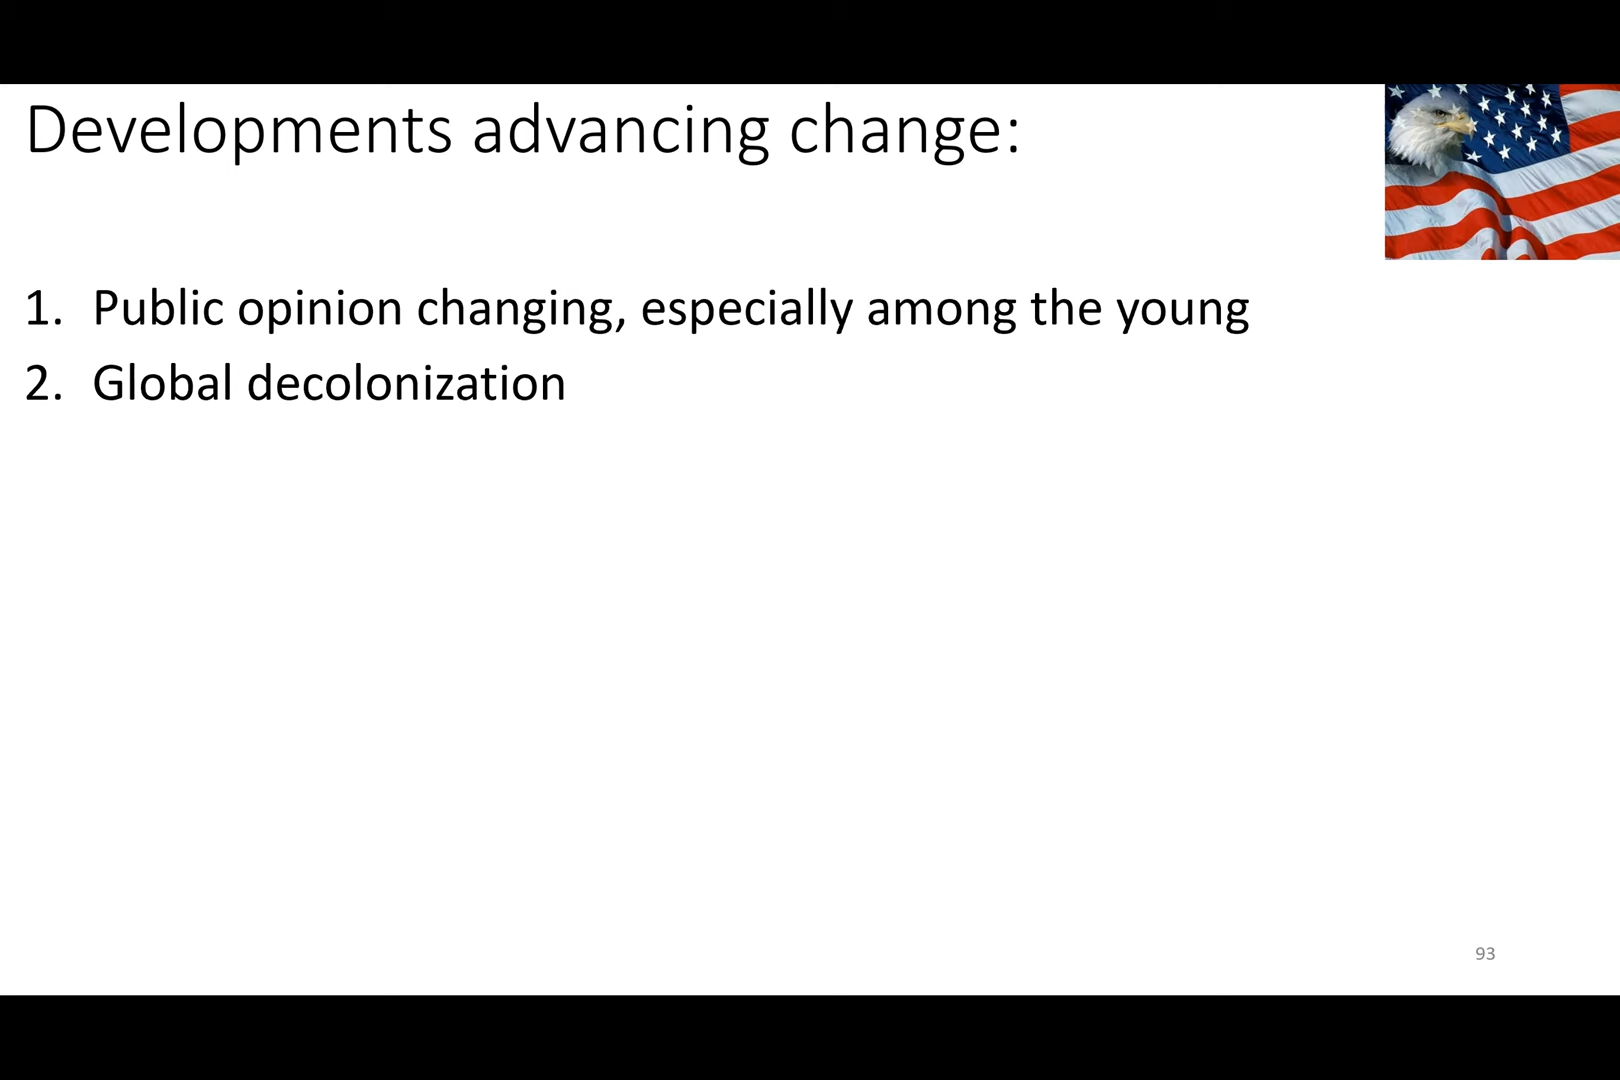 Developments advancing change:
1. Public opinion changing, especially among the young
2. Global decolonization
93